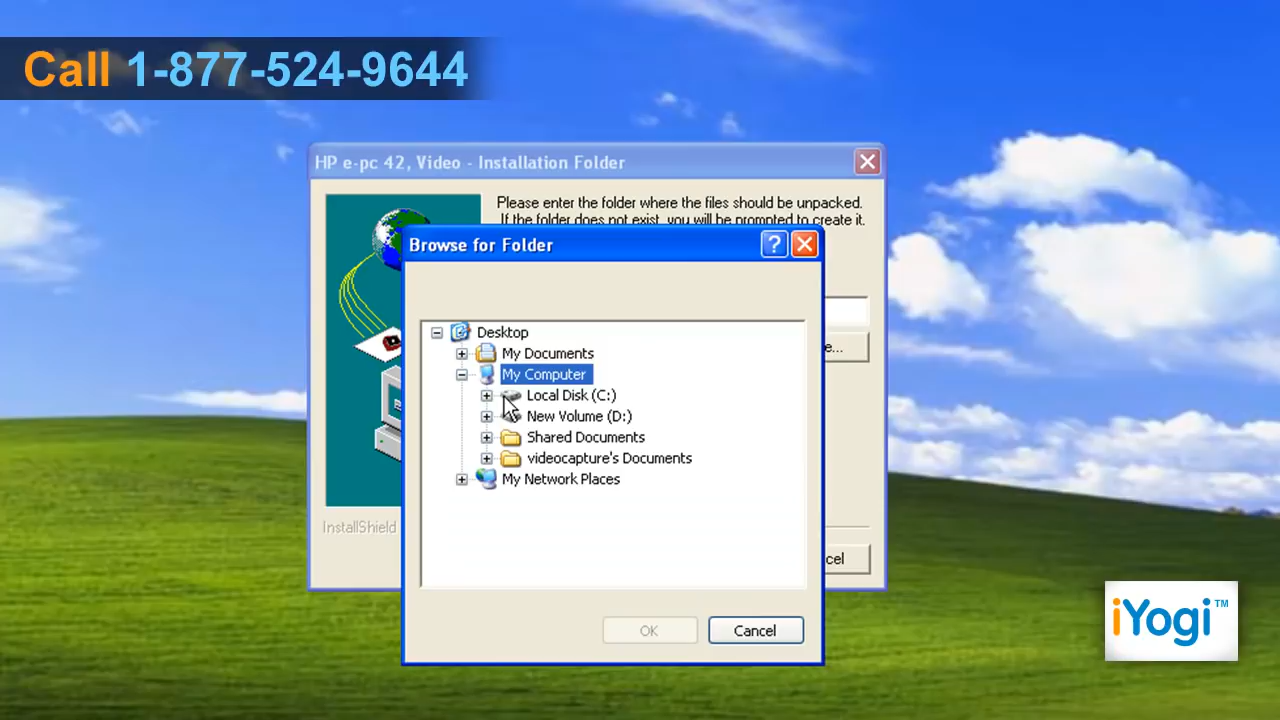 Call 1-877-524-9644
HP e-pc 42, Video - Installation Folder
Please enter the folder where the files should be unpacked.
If the folder does not exist, you will be prompted to create it.
Browse for Folder
?
Desktop
My Documents
e...
My Computer
Local Disk (C:)
New Volume (D:)
Shared Documents
videocapture's Documents
My Network Places
InstallShield
cel
OK
Cancel
iYogi™